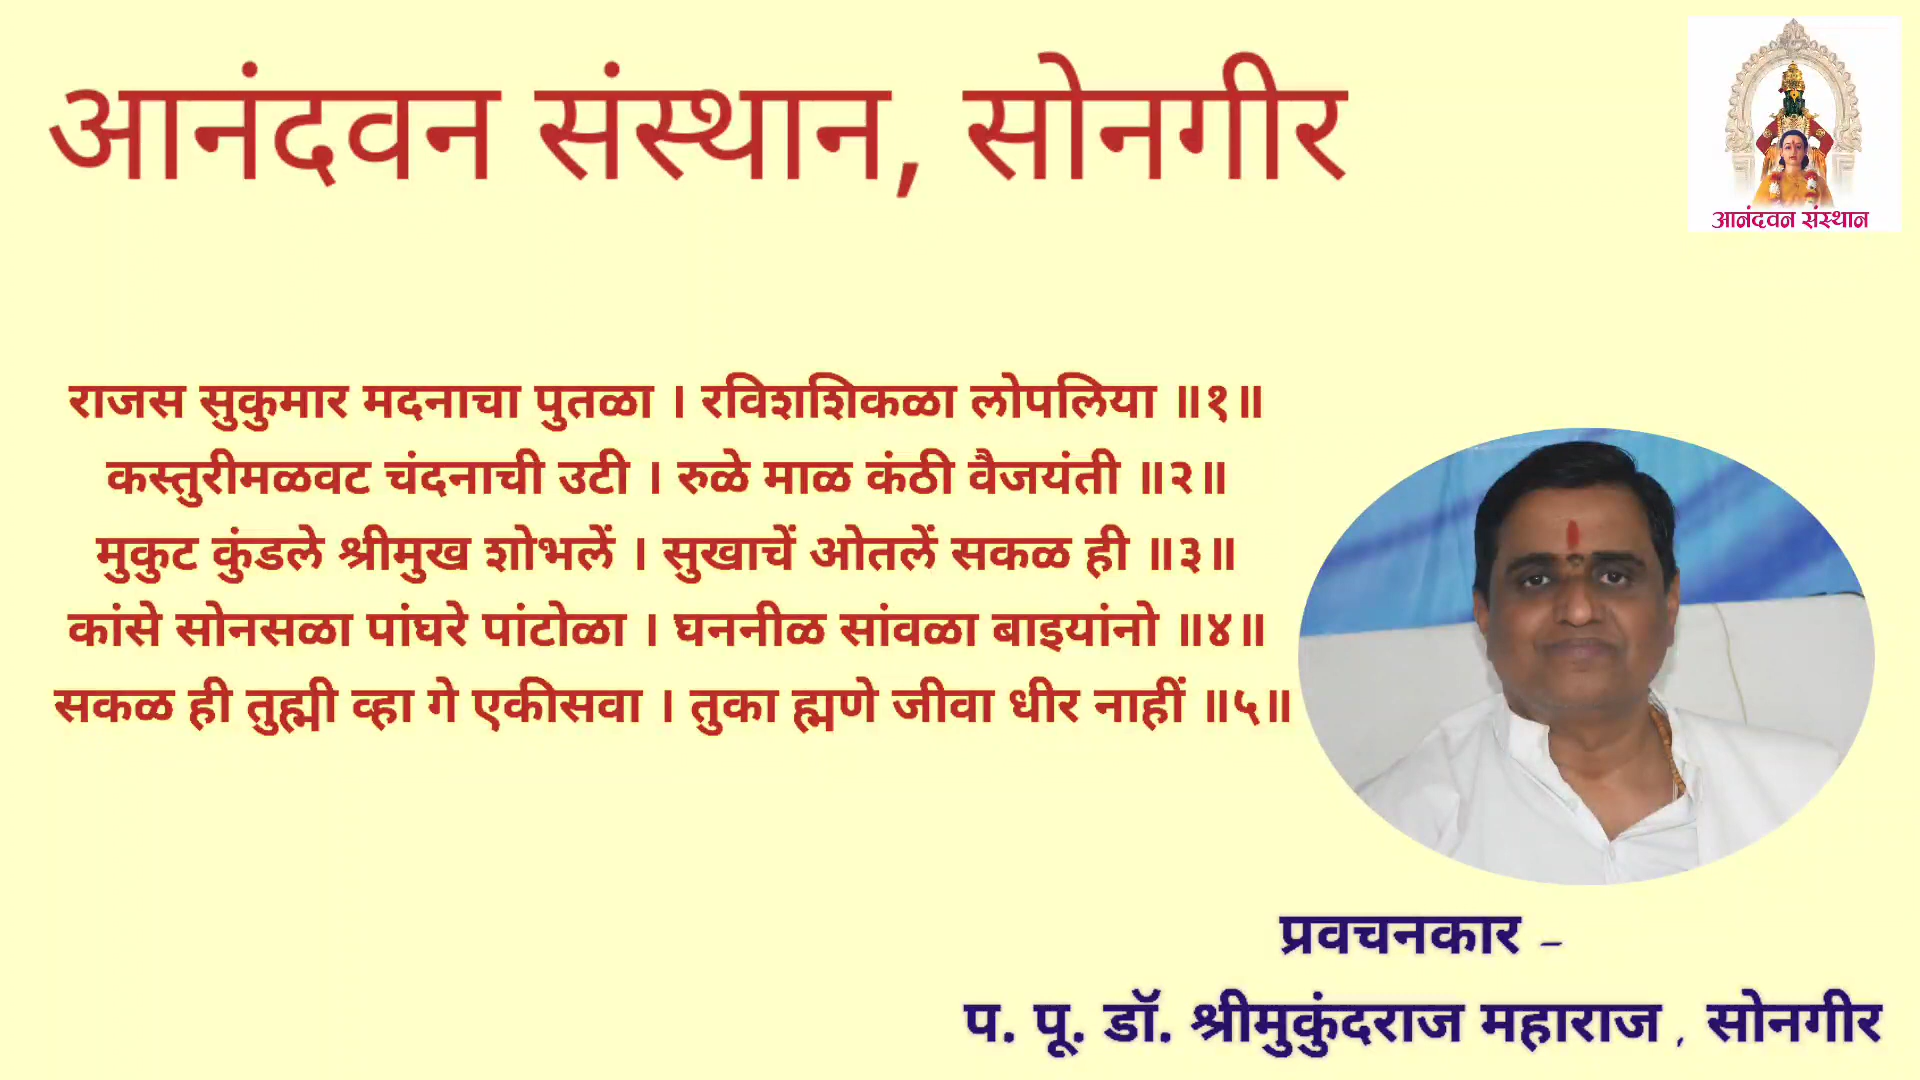 आनंदवन संस्थान, सोनगीर
आनंदवन संस्थान
राजस सुकुमार मदनाचा पुतळा । रविशशिकळा लोपलिया ॥१॥
कस्तुरीमळवट चंदनाची उटी । रुळे माळ कंठी वैजयंती ॥२॥
मुकुट कुंडले श्रीमुख शोभलें । सुखाचें ओतलें सकळ ही ॥३॥
कांसे सोनसळा पांघरे पांटोळा । घननीळ सांवळा बाइयांनो ॥४॥
सकळ ही तुह्मी व्हा गे एकीसवा । तुका ह्मणे जीवा धीर नाहीं ॥५॥
प्रवचनकार -
प. पू. डॉ. श्रीमुकुंदराज महाराज , सोनगीर